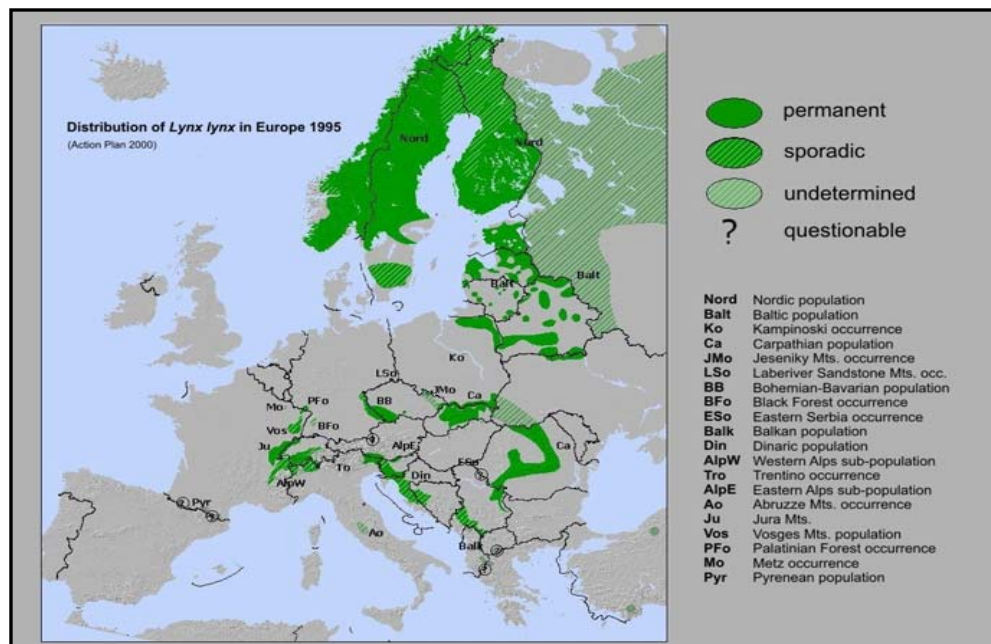 Distribution of Lynx lynx in Europe 1995
(Action Plan 2000)
Nord
Nord
Balt
Balt
Ko
LSo
JMo
PFo
Mo
BB
Ca
Vos
BFo
Ju
AlpE
ESo
Ca
Tro
AlpW
Din
Pyr
?
?
?
?
Ao
Balk
?
?
permanent
sporadic
undetermined
? questionable
Nord Nordic population
Balt Baltic population
Ko Kampinoski occurrence
Ca Carpathian population
JMo Jeseniky Mts. occurrence
LSo Laberiver Sandstone Mts. occ.
BB Bohemian-Bavarian population
BFo Black Forest occurrence
ESo Eastern Serbia occurrence
Balk Balkan population
Din Dinaric population
AlpW Western Alps sub-population
Tro Trentino occurrence
AlpE Eastern Alps sub-population
Ao Abruzze Mts. occurrence
Ju Jura Mts.
Vos Vosges Mts. population
PFo Palatinian Forest occurrence
Mo Metz occurrence
Pyr Pyrenean population